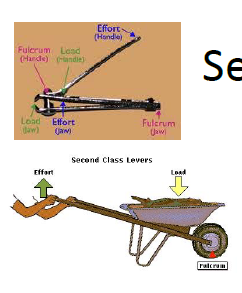 Effort
(Handle)
Fulcrum
(Handle)
Load
(Handle)
Load
(Jaw)
Effort
(Jaw)
Fulcrum
(Jaw)
Se
Second Class Levers
Effort
Load
Fulcrum